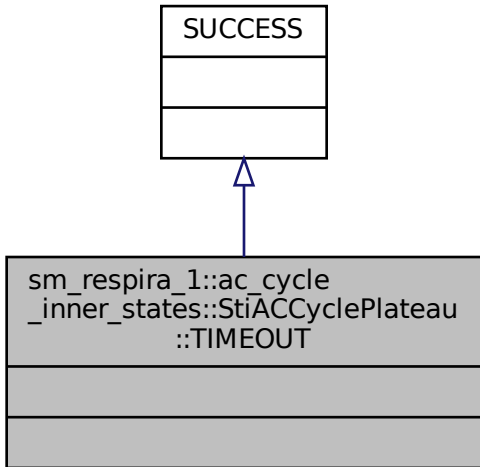 SUCCESS
sm_respira_1::ac_cycle
_inner_states::StiACCyclePlateau
::TIMEOUT